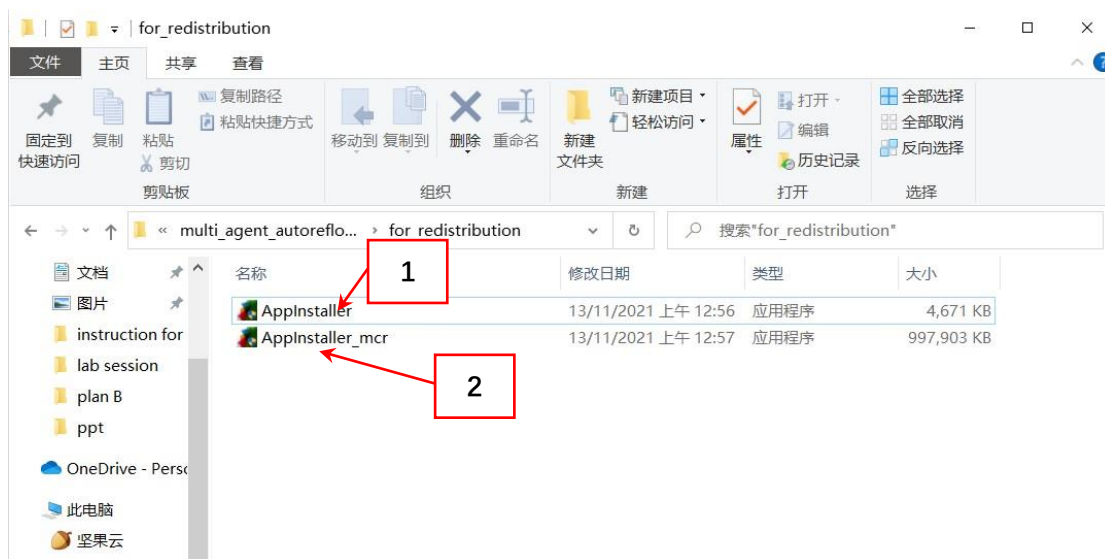 for_redistribution
文件 主页 共享 查看
固定到
快速访问
复制
粘贴
复制路径
粘贴快捷方式
剪切
剪贴板
移动到 复制到 删除 重命名
组织
新建
文件夹
新建项目
轻松访问
新建
属性
打开
编辑
历史记录
打开
全部选择
全部取消
反向选择
选择
« multi_agent_autoreflo... › for_redistribution
搜索"for_redistribution"
文档
图片
instruction for
lab session
plan B
ppt
OneDrive - Perso
此电脑
坚果云
名称 修改日期 类型 大小
AppInstaller 13/11/2021 上午 12:56 应用程序 4,671 KB
AppInstaller_mcr 13/11/2021 上午 12:57 应用程序 997,903 KB
1
2